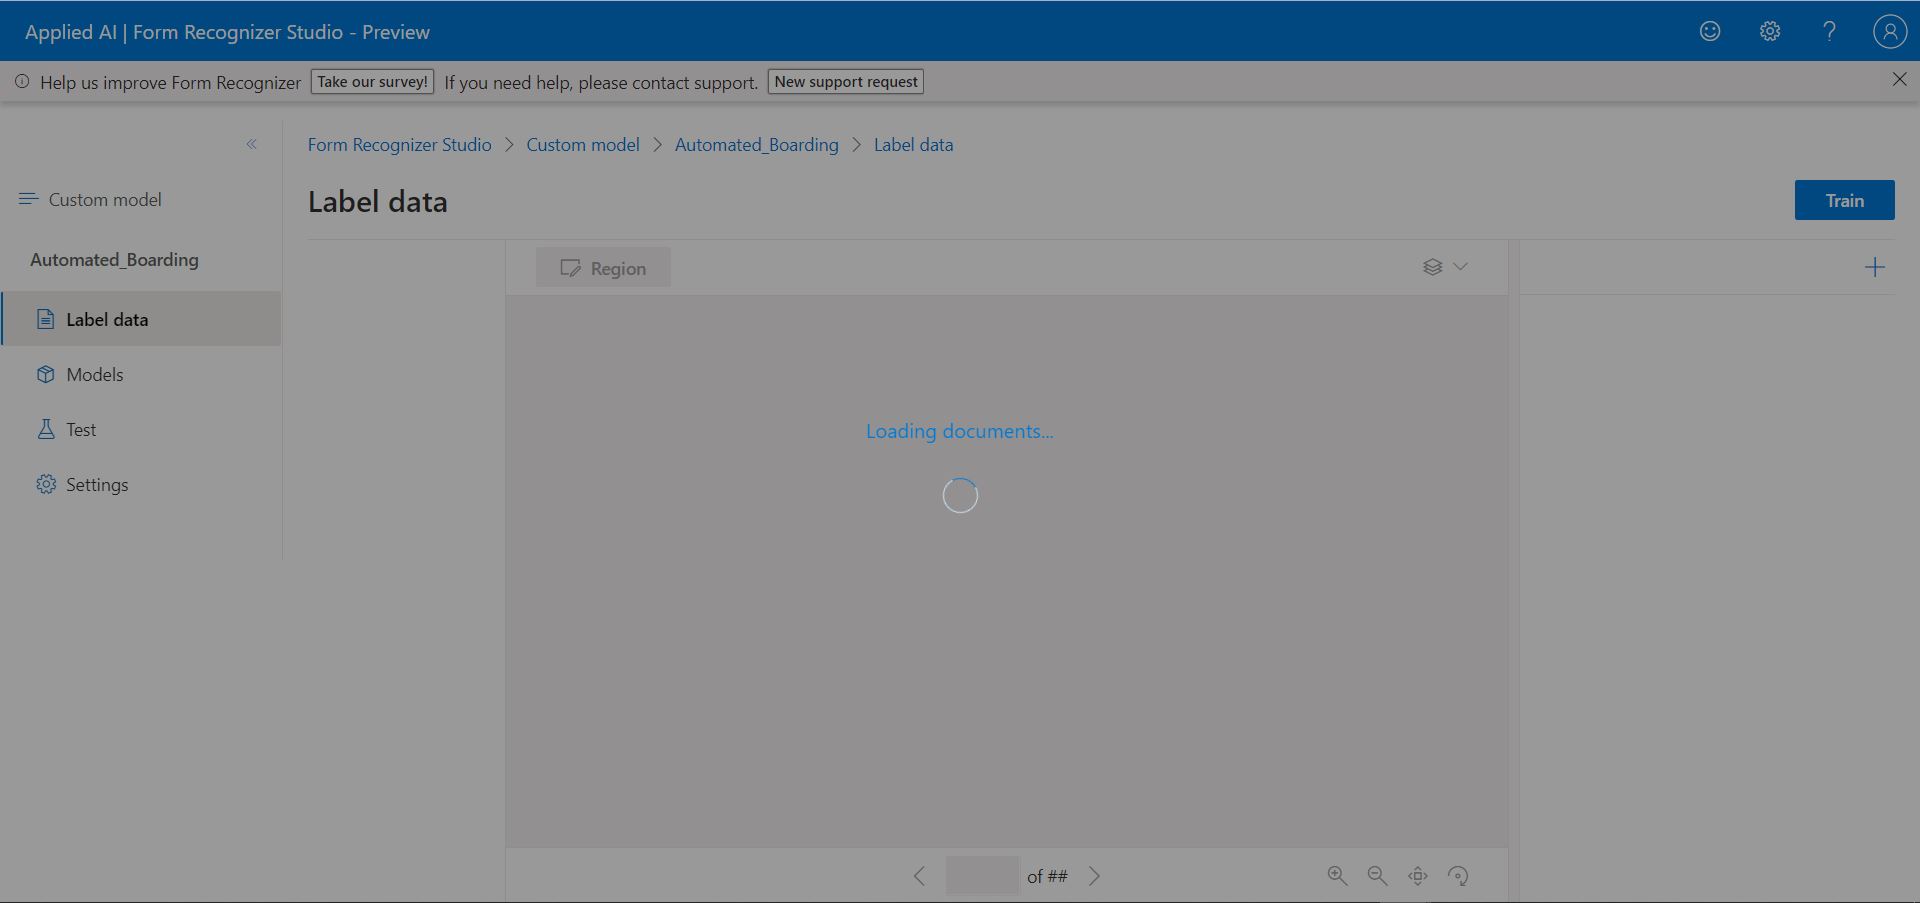 Applied AI | Form Recognizer Studio - Preview
Help us improve Form Recognizer Take our survey! If you need help, please contact support. New support request
Form Recognizer Studio > Custom model > Automated_Boarding > Label data
Custom model
Label data
Train
Automated_Boarding
Region
Label data
Models
Test
Settings
Loading documents...
of ##